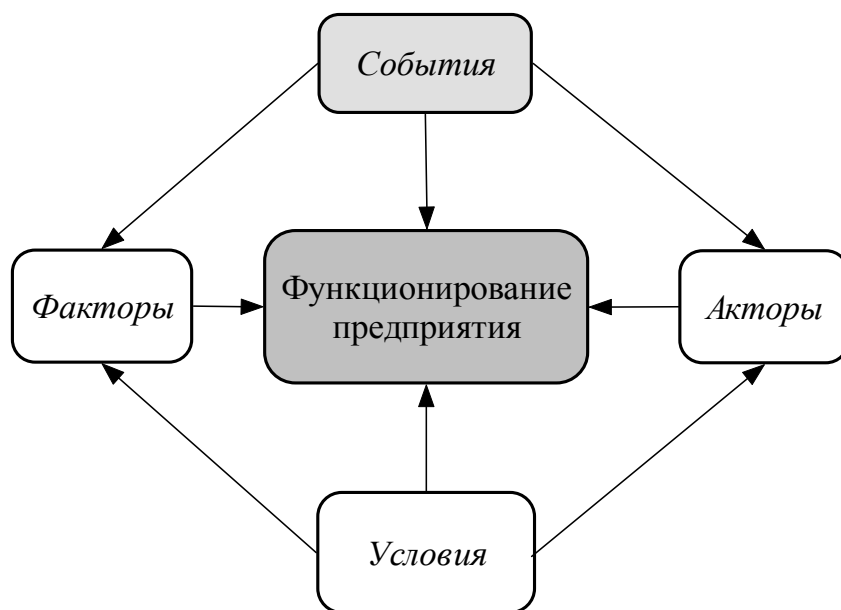 События
Факторы
Функционирование
предприятия
Акторы
Условия